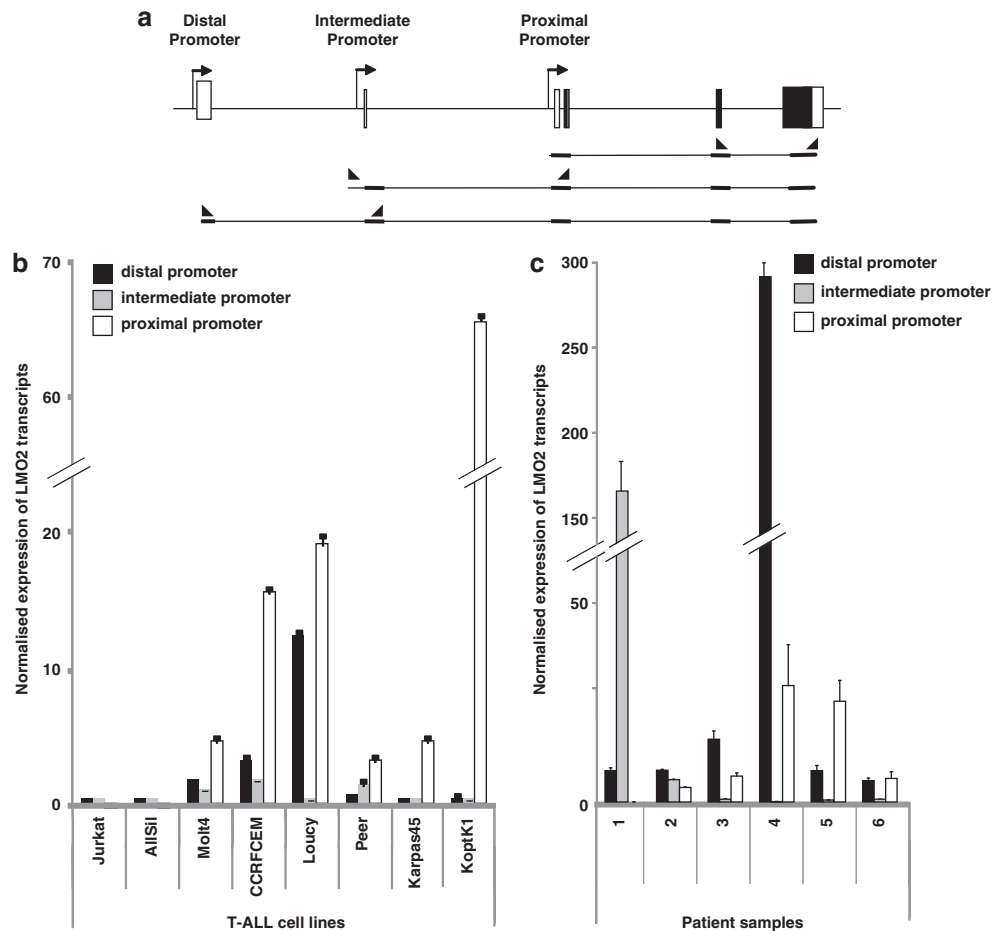 a
Distal
Promoter
Intermediate
Promoter
Proximal
Promoter
b
70
60
20
10
0
Normalised expression of LMO2 transcripts
distal promoter
intermediate promoter
proximal promoter
Jurkat
AllSil
Molt4
CCRFCEM
Loucy
Peer
Karpas45
KoptK1
T-ALL cell lines
c
300
250
200
150
50
0
Normalised expression of LMO2 transcripts
distal promoter
intermediate promoter
proximal promoter
1
2
3
4
5
6
Patient samples